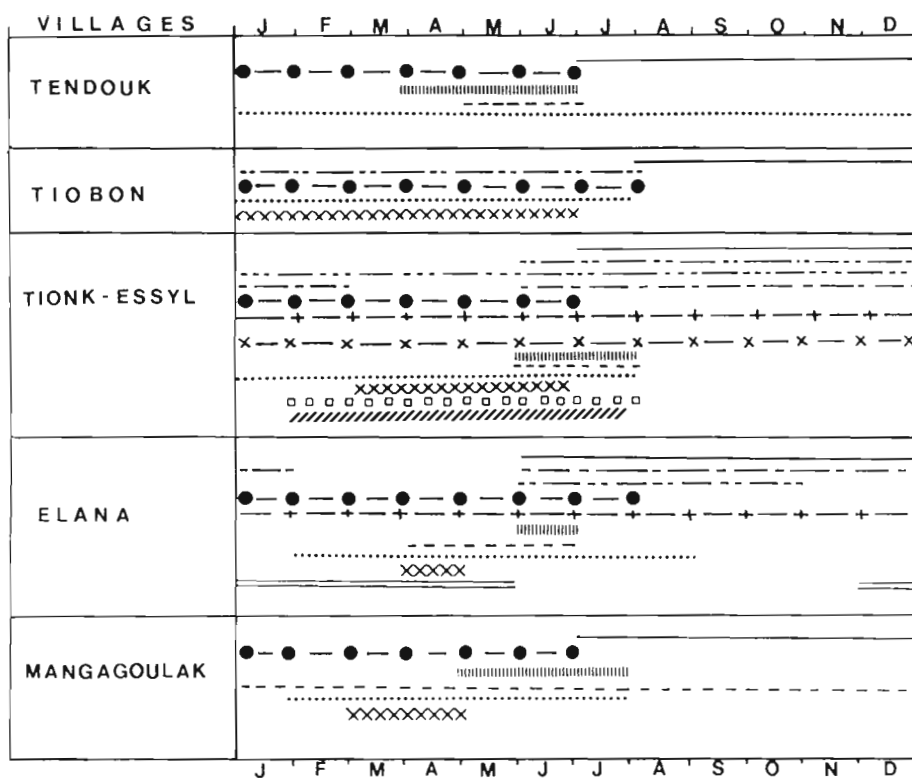 VILLAGES J F M A M J J A S O N D
TENDOUK
TIOBON
TIONK-ESSYL
ELANA
MANGAGOULAK
J F M A M J J A S O N D